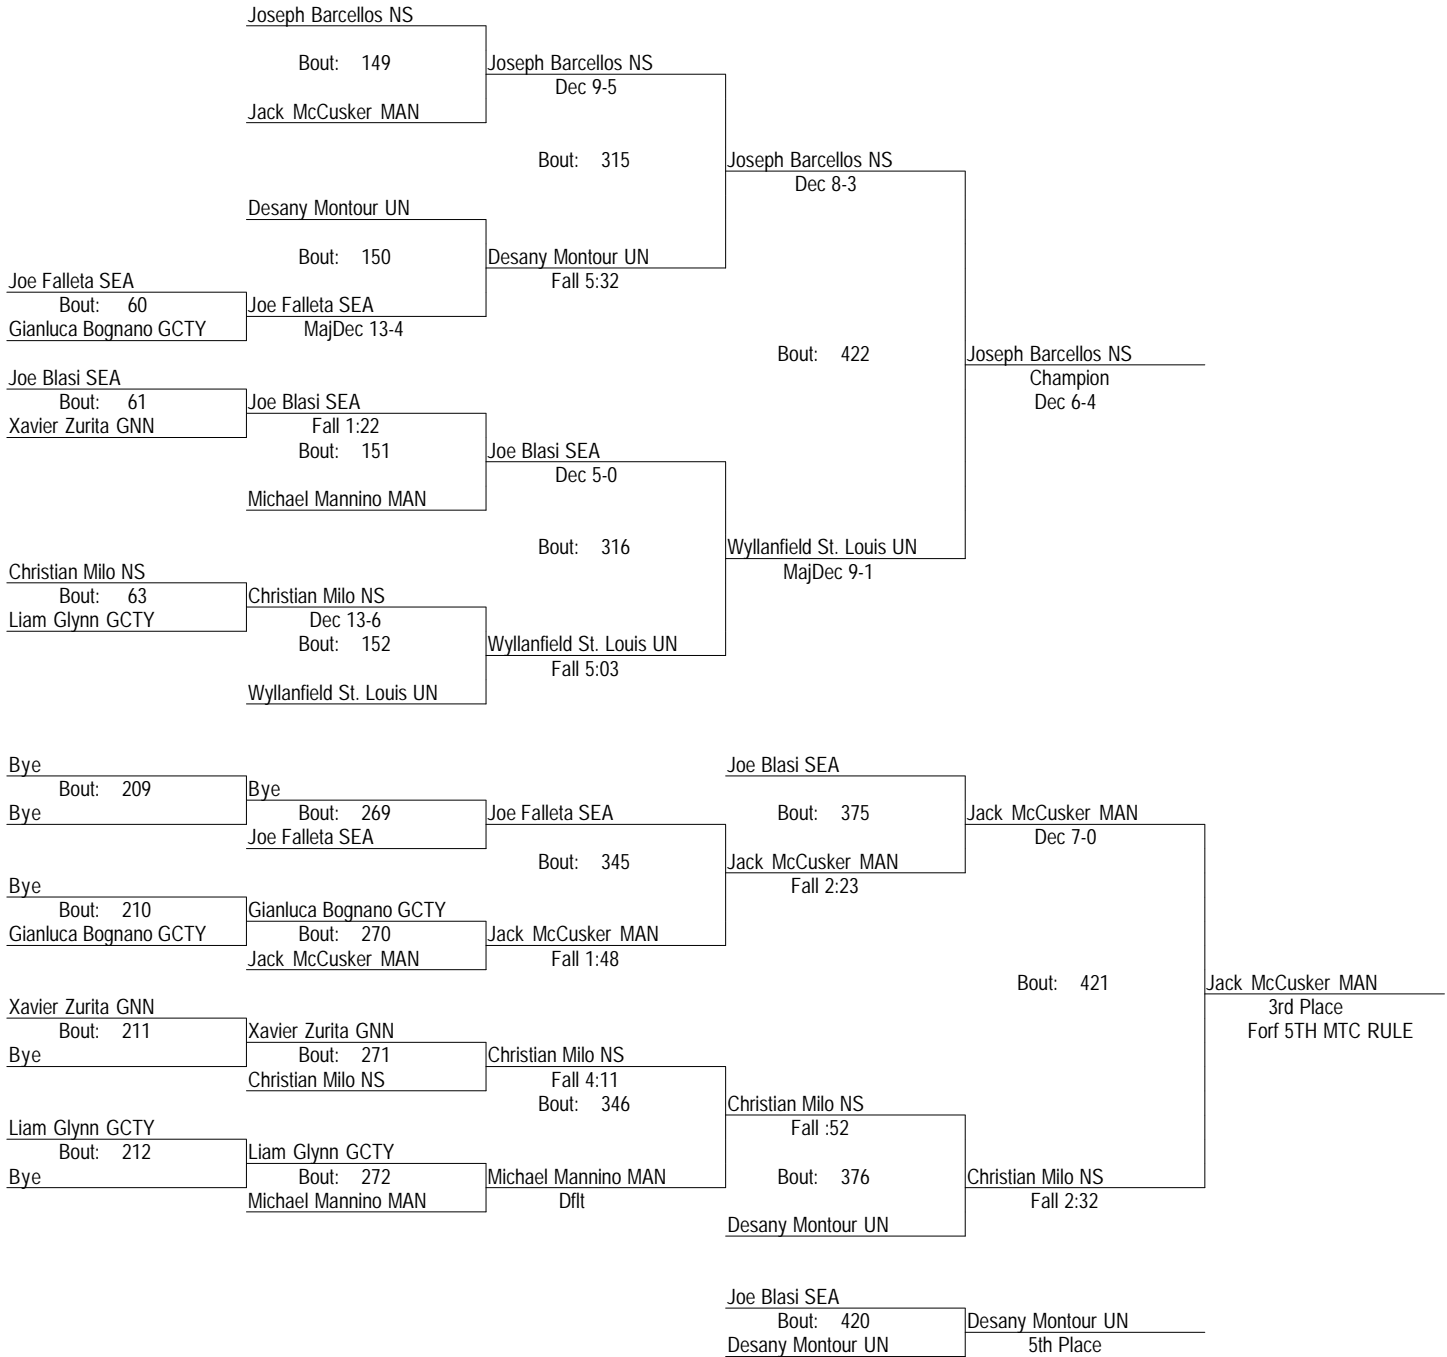 Joseph Barcellos NS
Bout: 149
Joseph Barcellos NS
Dec 9-5
Jack McCusker MAN
Bout: 315
Joseph Barcellos NS
Dec 8-3
Desany Montour UN
Bout: 150
Desany Montour UN
Fall 5:32
Joe Falleta SEA
Bout: 60
Joe Falleta SEA
Gianluca Bognano GCTY
MajDec 13-4
Bout: 422
Joseph Barcellos NS
Champion
Dec 6-4
Joe Blasi SEA
Bout: 61
Joe Blasi SEA
Xavier Zurita GNN
Fall 1:22
Bout: 151
Joe Blasi SEA
Dec 5-0
Michael Mannino MAN
Bout: 316
Wyllanfield St. Louis UN
MajDec 9-1
Christian Milo NS
Bout: 63
Christian Milo NS
Liam Glynn GCTY
Dec 13-6
Bout: 152
Wyllanfield St. Louis UN
Fall 5:03
Wyllanfield St. Louis UN
Bye
Bout: 209
Bye
Bye
Bout: 269
Joe Falleta SEA
Joe Falleta SEA
Joe Blasi SEA
Bout: 375
Jack McCusker MAN
Dec 7-0
Bout: 345
Jack McCusker MAN
Fall 2:23
Bye
Bout: 210
Gianluca Bognano GCTY
Gianluca Bognano GCTY
Bout: 270
Jack McCusker MAN
Jack McCusker MAN
Fall 1:48
Bout: 421
Jack McCusker MAN
3rd Place
Forf 5TH MTC RULE
Xavier Zurita GNN
Bout: 211
Xavier Zurita GNN
Bye
Bout: 271
Christian Milo NS
Christian Milo NS
Fall 4:11
Bout: 346
Christian Milo NS
Fall :52
Liam Glynn GCTY
Bout: 212
Liam Glynn GCTY
Bye
Bout: 272
Michael Mannino MAN
Michael Mannino MAN
Dflt
Bout: 376
Christian Milo NS
Fall 2:32
Desany Montour UN
Joe Blasi SEA
Bout: 420
Desany Montour UN
Desany Montour UN
5th Place